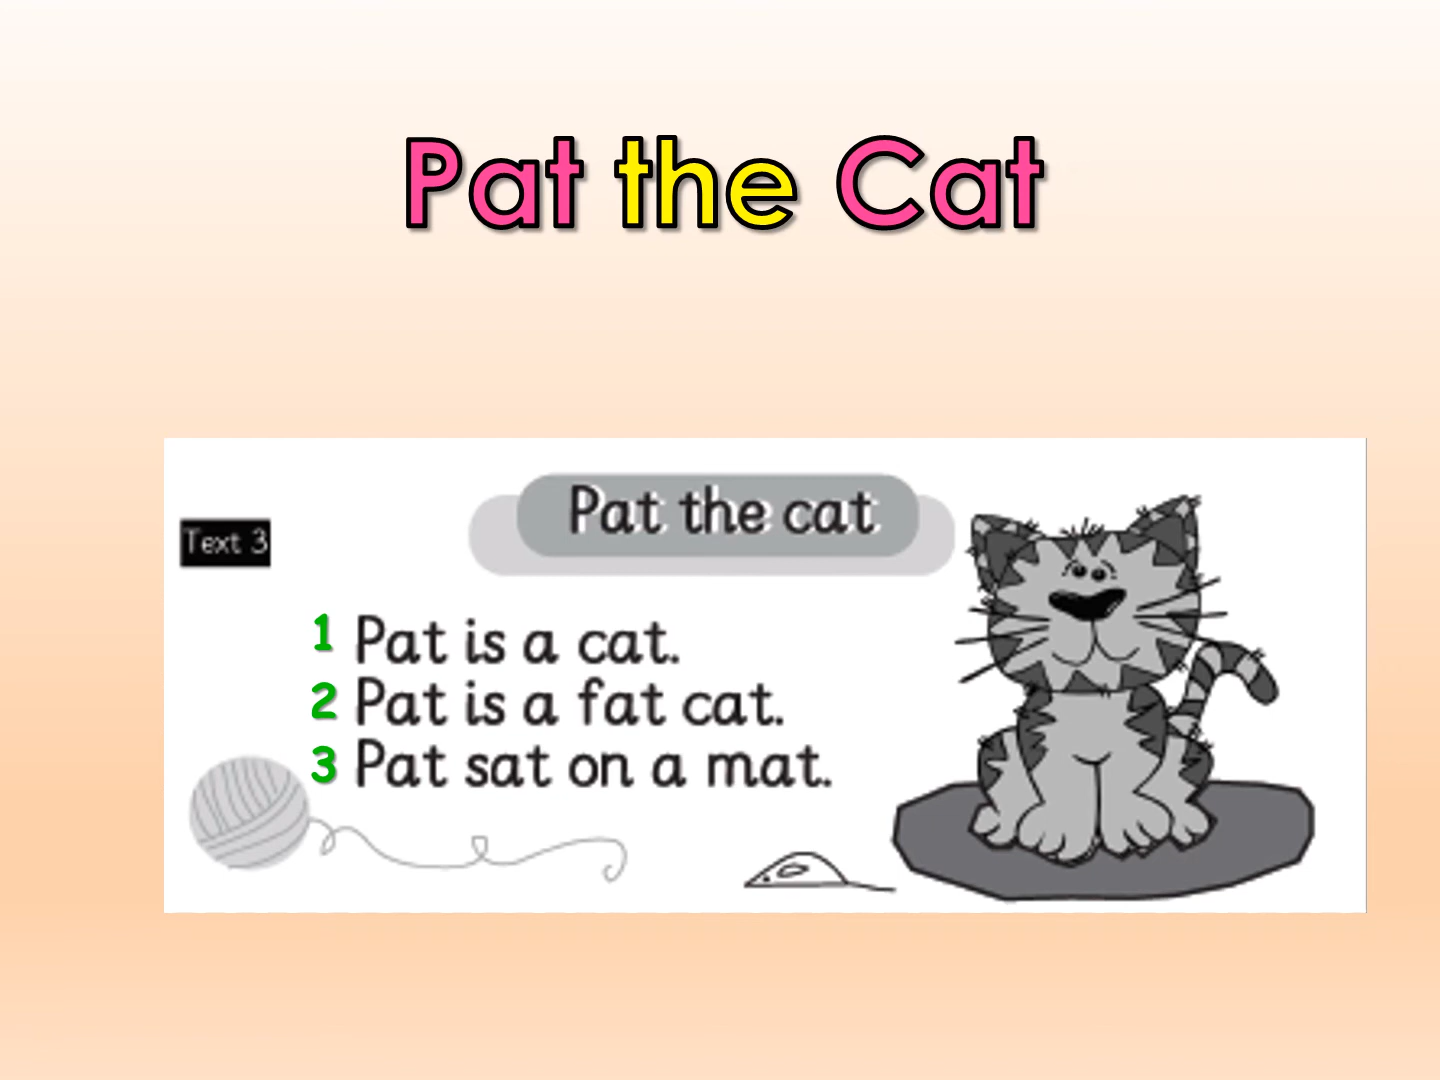 Pat the Cat
Pat the cat
Text 3
1 Pat is a cat.
2 Pat is a fat cat.
3 Pat sat on a mat.